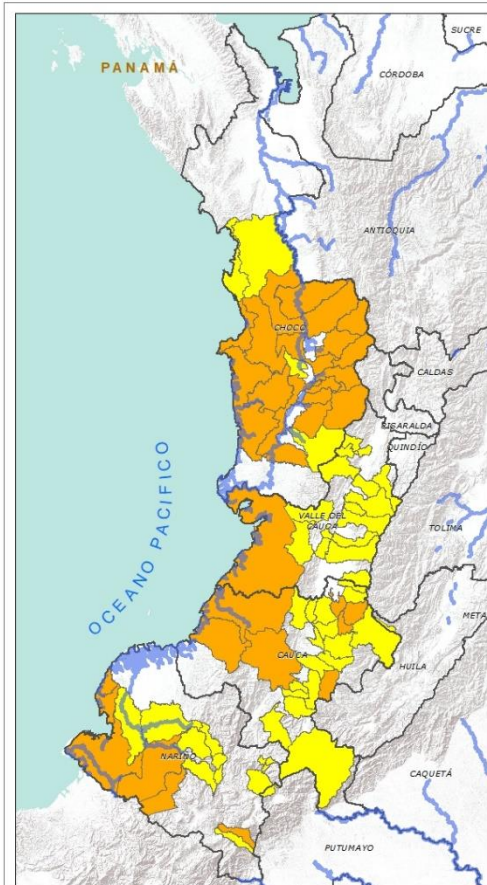 SUCRE
PANAMÁ
CÓRDOBA
ANTIOQUIA
CHOCÓ
CALDAS
RISARALDA
QUINDÍO
OCEANO PACIFICO
VALLE DEL
CAUCA
TOLIMA
META
CAUCA
HUILA
NARIÑO
CAQUETÁ
PUTUMAYO